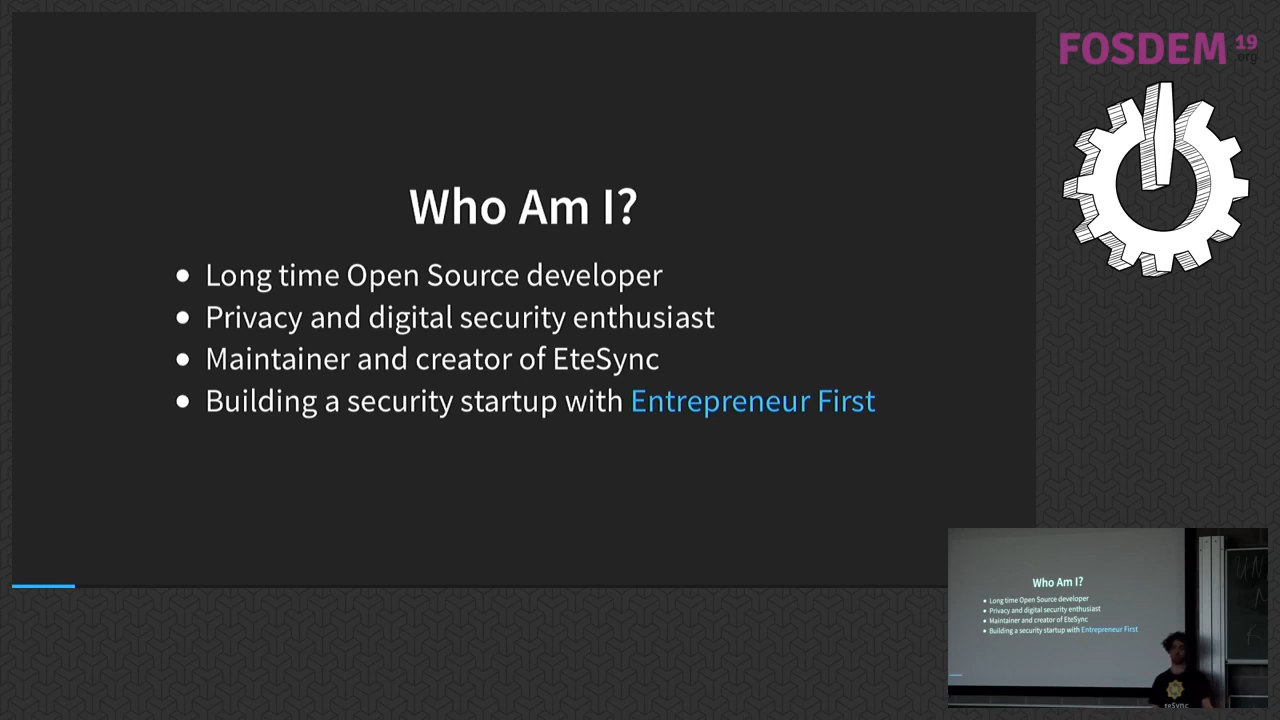 FOSDEM 19
.org
Who Am I?
Long time Open Source developer
Privacy and digital security enthusiast
Maintainer and creator of EteSync
Building a security startup with Entrepreneur First
Who Am I?
Long time Open Source developer
Privacy and digital security enthusiast
Maintainer and creator of EteSync
Building a security startup with Entrepreneur First
eteSync